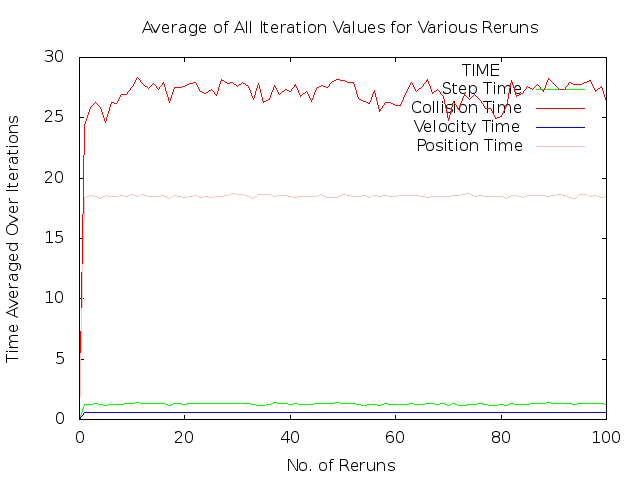 Average of All Iteration Values for Various Reruns
Time Averaged Over Iterations
30
25
20
15
10
5
0
TIME
Step Time
Collision Time
Velocity Time
Position Time
0
20
40
60
80
100
No. of Reruns